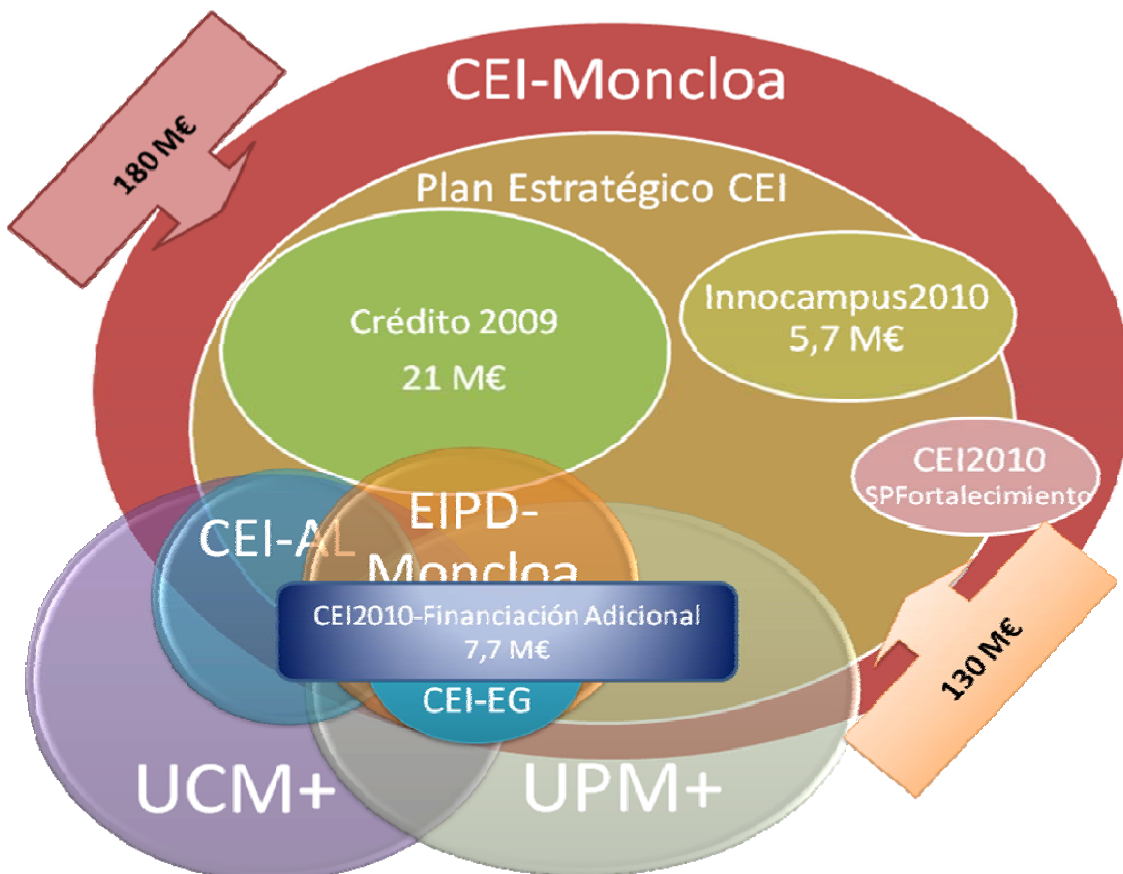 CEI-Moncloa
180 M€
Plan Estratégico CEI
Crédito 2009
21 M€
Innocampus2010
5,7 M€
CEI2010
SPFortalecimiento
CEI-AL
EIPD-
Moncloa
CEI2010-Financiación Adicional
7,7 M€
CEI-EG
130 M€
UCM+
UPM+